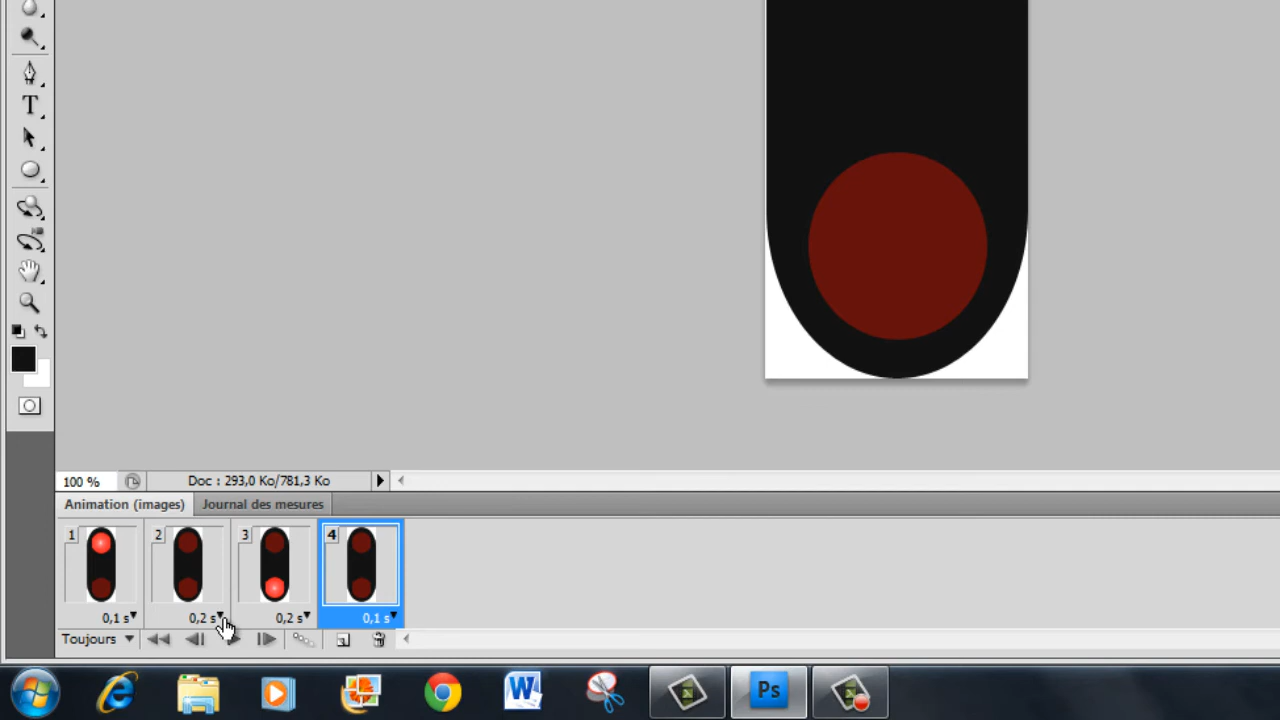 T
100 %
Doc : 293,0 Ko/781,3 Ko
Animation (images)
Journal des mesures
1
2
3
4
0,1 s
0,2 s
0,2 s
0,1 s
Toujours
W
Ps